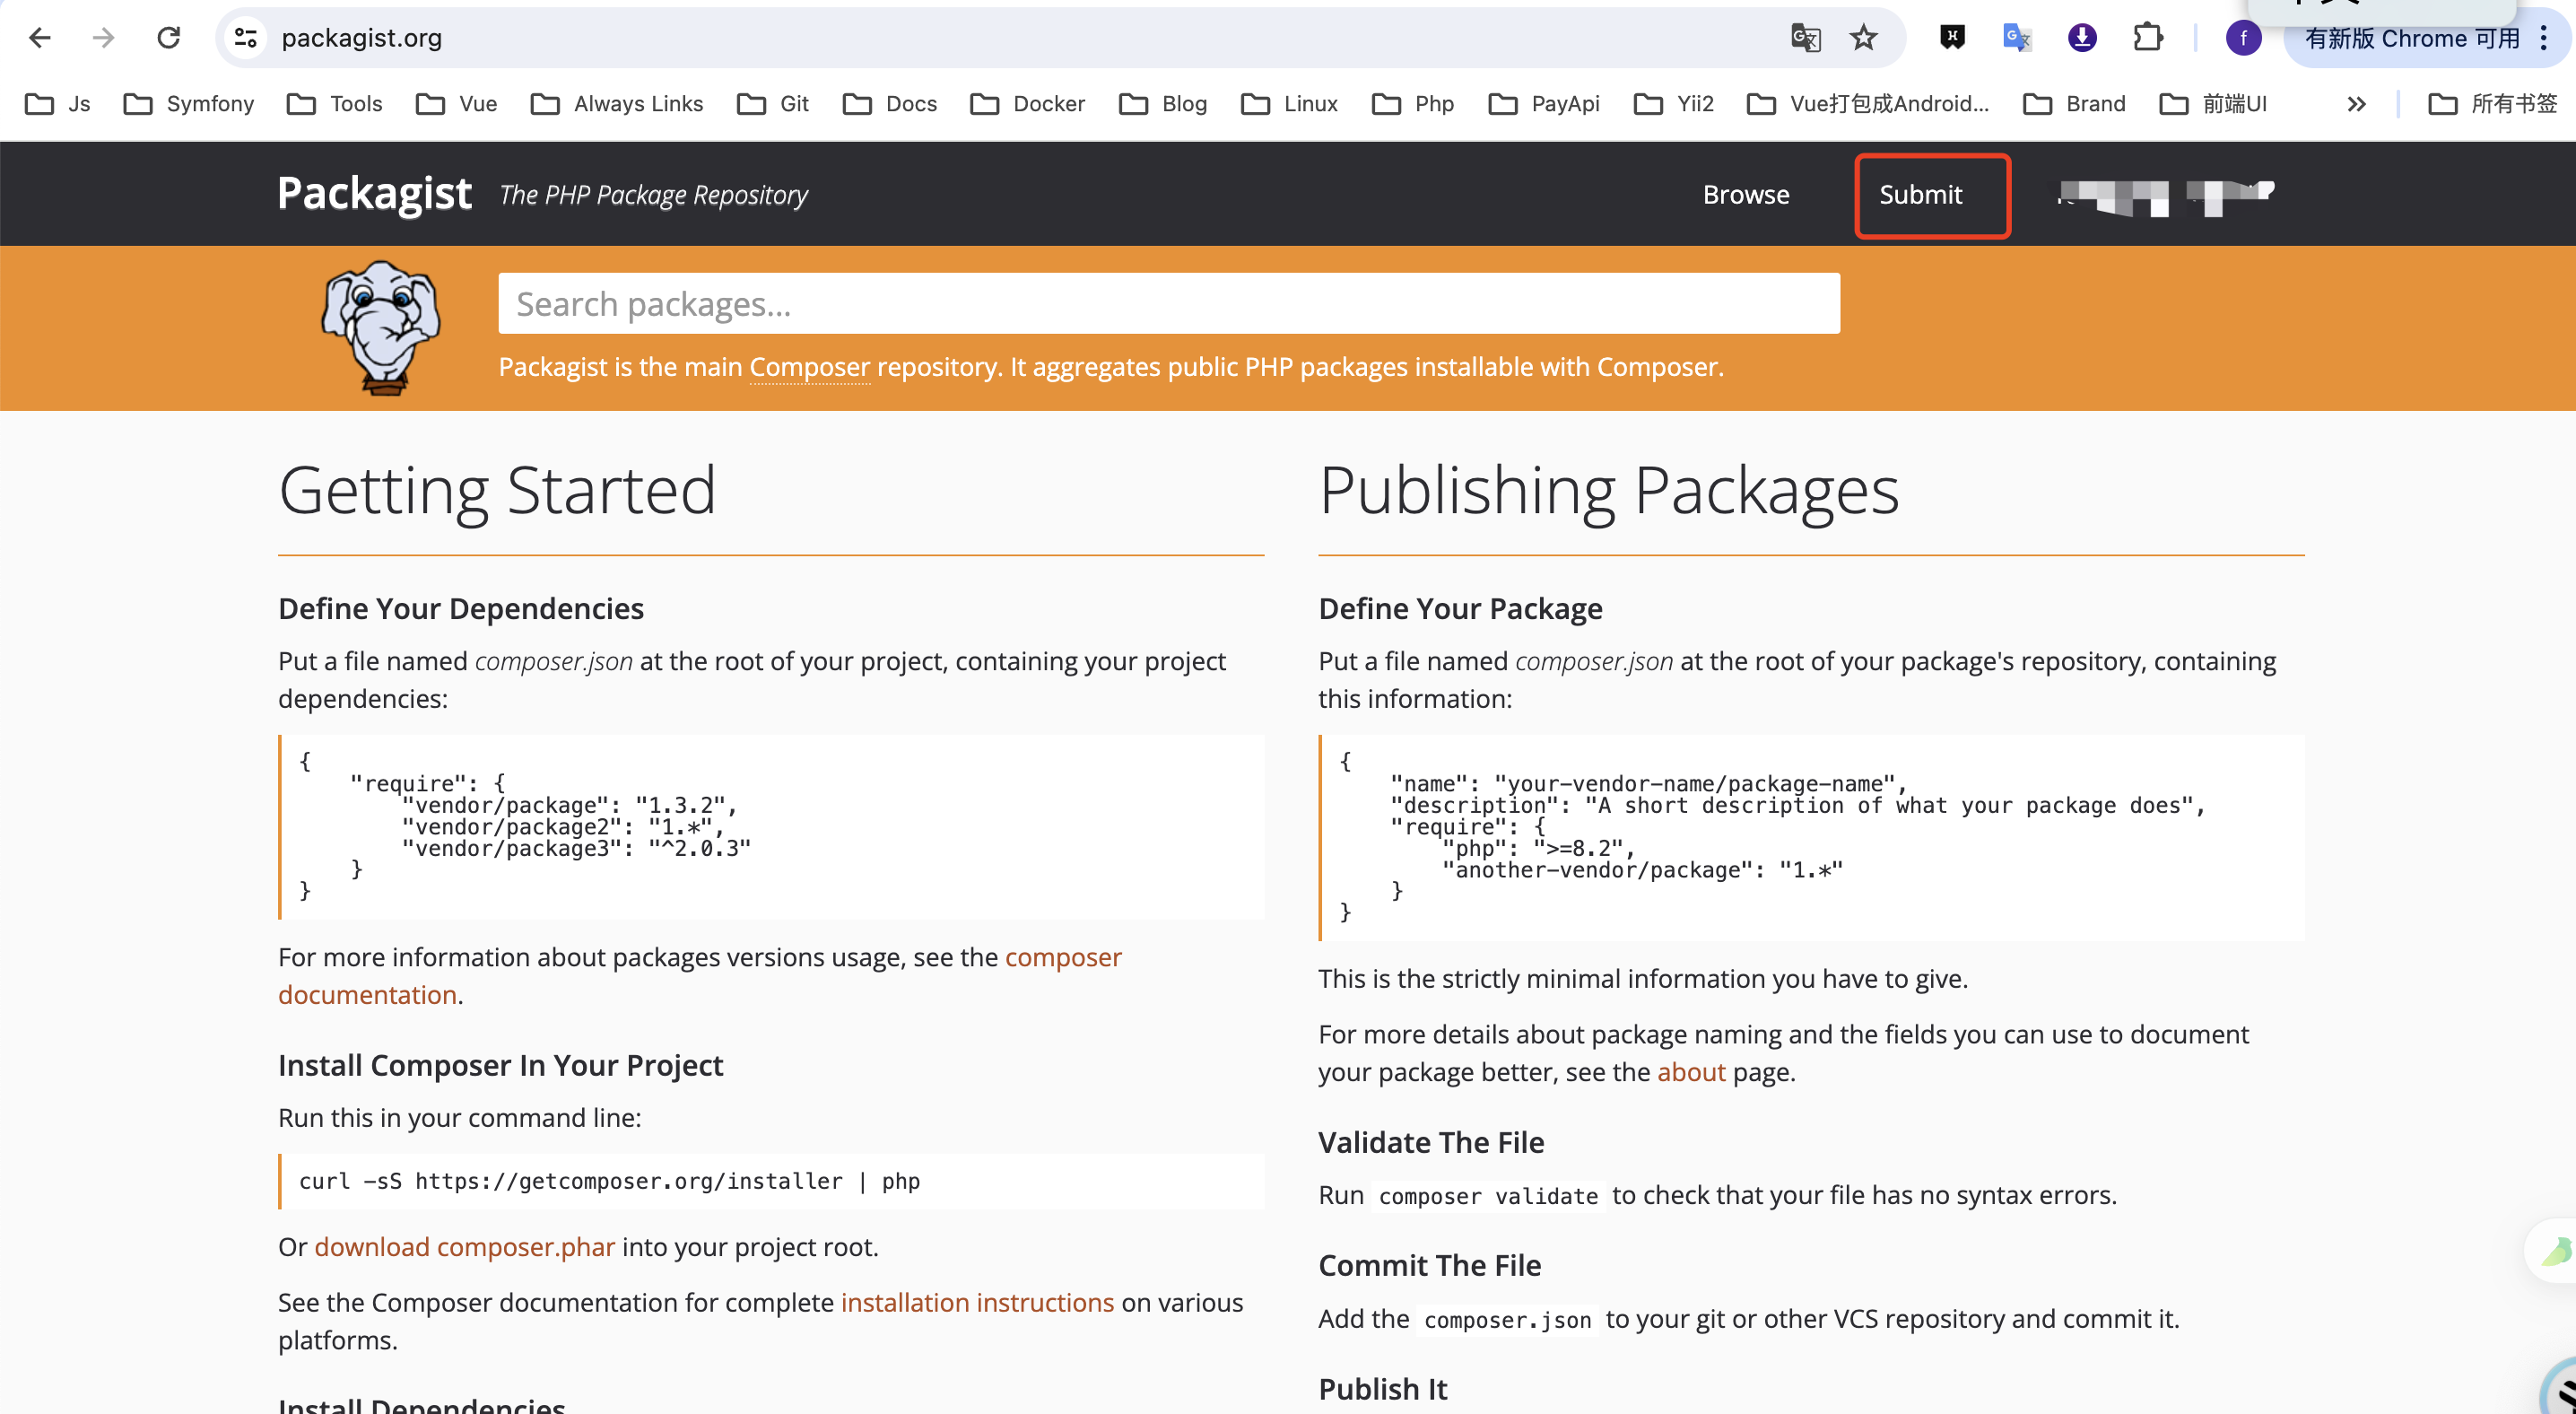 packagist.org
有新版 Chrome 可用
Js Symfony Tools Vue Always Links Git Docs Docker Blog Linux Php PayApi Yii2 Vue打包成Android... Brand 前端UI » 所有书签
Packagist The PHP Package Repository Browse Submit
Search packages...
Packagist is the main Composer repository. It aggregates public PHP packages installable with Composer.
Getting Started
Define Your Dependencies
Put a file named composer.json at the root of your project, containing your project
dependencies:
{
    "require": {
        "vendor/package": "1.3.2",
        "vendor/package2": "1.*",
        "vendor/package3": "^2.0.3"
    }
}
For more information about packages versions usage, see the composer
documentation.
Install Composer In Your Project
Run this in your command line:
curl -sS https://getcomposer.org/installer | php
Or download composer.phar into your project root.
See the Composer documentation for complete installation instructions on various
platforms.
Install Dependencies
Publishing Packages
Define Your Package
Put a file named composer.json at the root of your package's repository, containing
this information:
{
    "name": "your-vendor-name/package-name",
    "description": "A short description of what your package does",
    "require": {
        "php": ">=8.2",
        "another-vendor/package": "1.*"
    }
}
This is the strictly minimal information you have to give.
For more details about package naming and the fields you can use to document
your package better, see the about page.
Validate The File
Run composer validate to check that your file has no syntax errors.
Commit The File
Add the composer.json to your git or other VCS repository and commit it.
Publish It